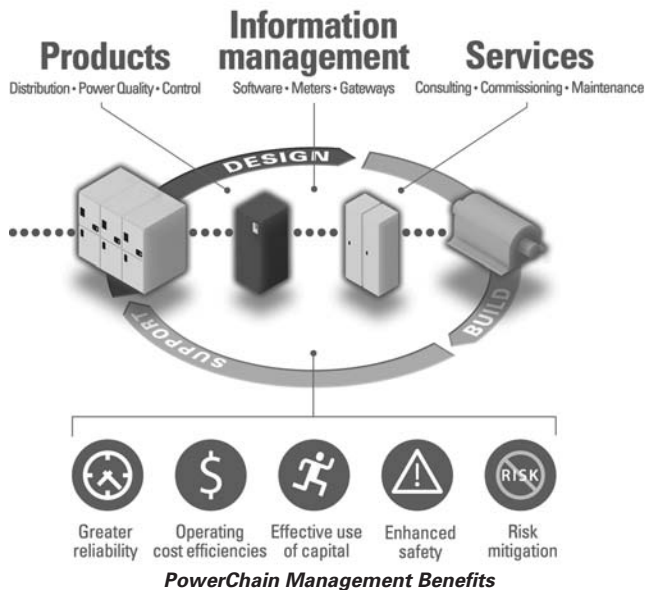 Products
Distribution • Power Quality • Control
Information
management
Software • Meters • Gateways
Services
Consulting • Commissioning • Maintenance
DESIGN
BUILD
SUPPORT
RISK
Greater
reliability
Operating
cost efficiencies
Effective use
of capital
Enhanced
safety
Risk
mitigation
PowerChain Management Benefits